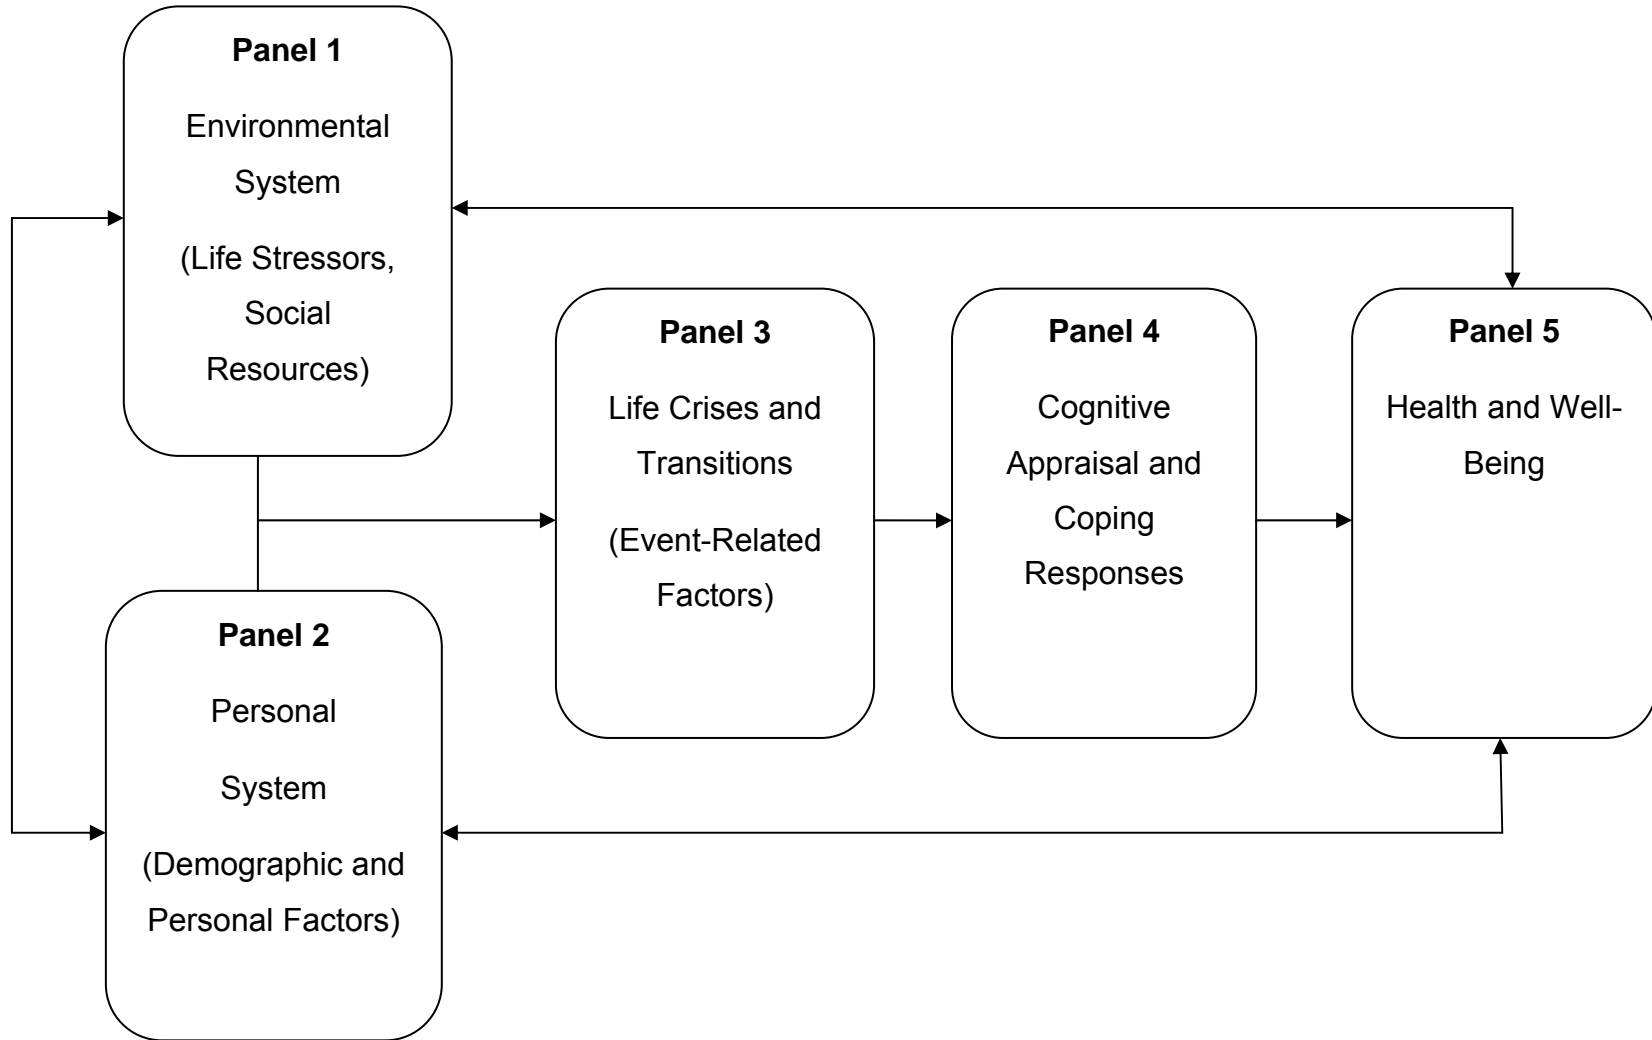 Panel 1
Environmental
System
(Life Stressors,
Social
Resources)
Panel 2
Personal
System
(Demographic and
Personal Factors)
Panel 3
Life Crises and
Transitions
(Event-Related
Factors)
Panel 4
Cognitive
Appraisal and
Coping
Responses
Panel 5
Health and Well-
Being